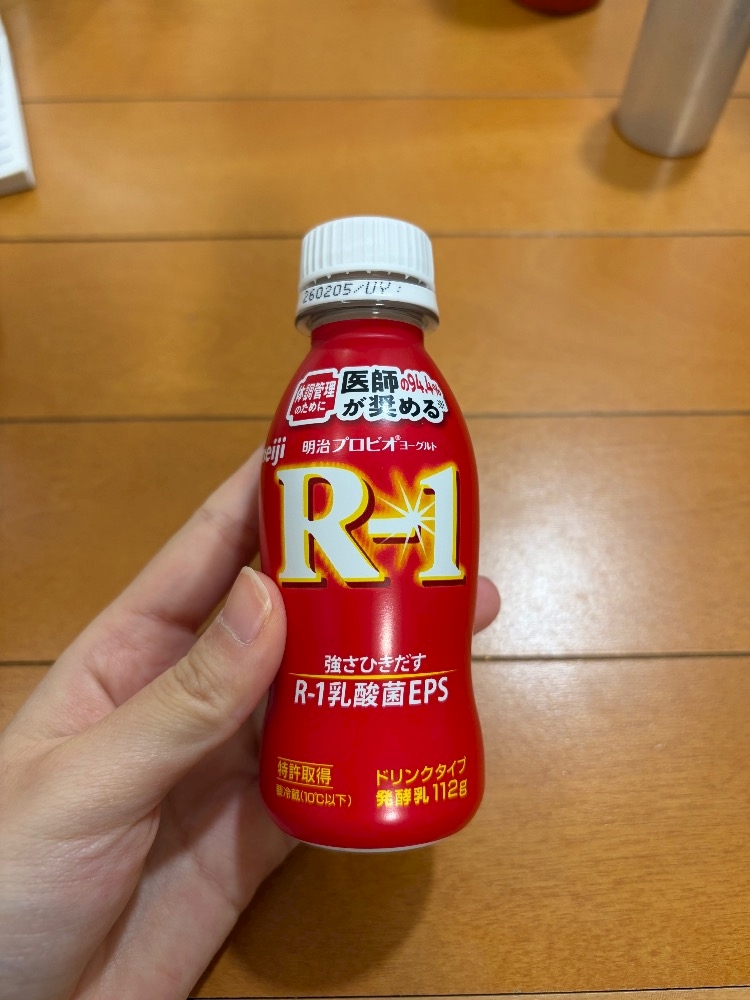 260205/UY
体調管理
のために
医師の94.4%
が奨める※
meiji
明治プロビオ®ヨーグルト
R-1
強さひきだす
R-1乳酸菌EPS
特許取得
要冷蔵(10℃以下)
ドリンクタイプ
発酵乳 112g